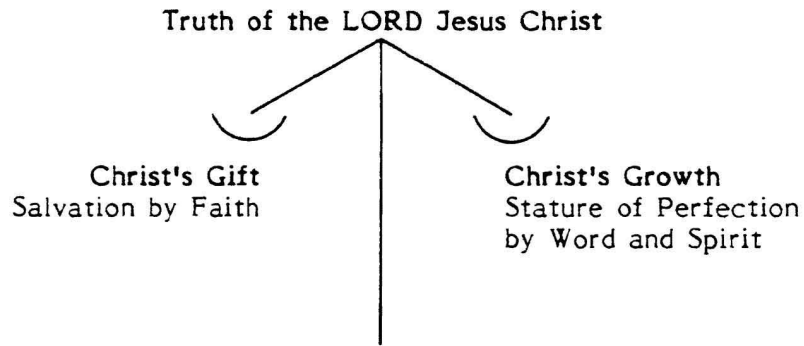 Truth of the LORD Jesus Christ
Christ's Gift
Salvation by Faith
Christ's Growth
Stature of Perfection
by Word and Spirit